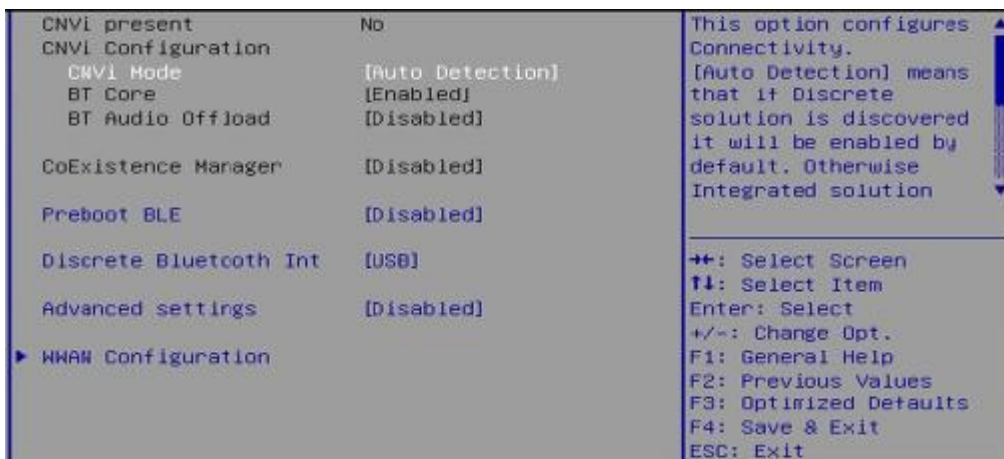 CNVi present No
CNVi Configuration
CNVi Mode [Auto Detection]
BT Core [Enabled]
BT Audio Offload [Disabled]
CoExistence Manager [Disabled]
Preboot BLE [Disabled]
Discrete Bluetooth Int [USB]
Advanced settings [Disabled]
WWAN Configuration
This option configures
Connectivity.
[Auto Detection] means
that if Discrete
solution is discovered
it will be enabled by
default. Otherwise
Integrated solution
→←: Select Screen
↑↓: Select Item
Enter: Select
+/-: Change Opt.
F1: General Help
F2: Previous Values
F3: Optimized Defaults
F4: Save & Exit
ESC: Exit